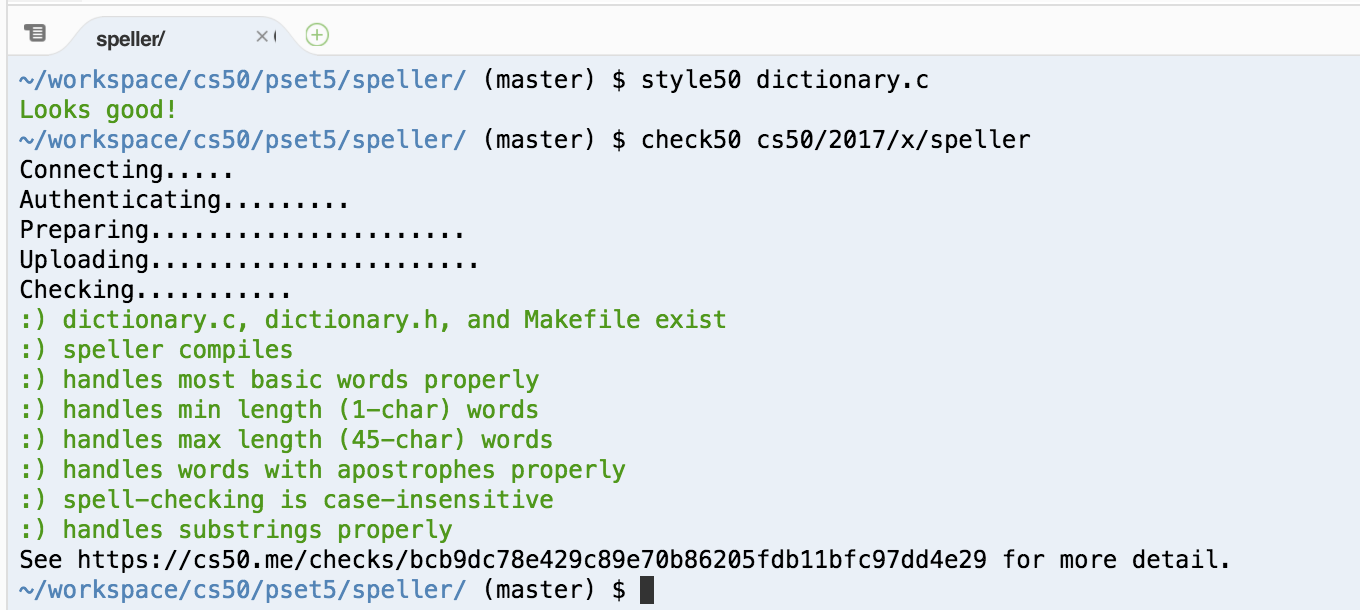 speller/
~/workspace/cs50/pset5/speller/ (master) $ style50 dictionary.c
Looks good!
~/workspace/cs50/pset5/speller/ (master) $ check50 cs50/2017/x/speller
Connecting.....
Authenticating.........
Preparing......................
Uploading.......................
Checking...........
:) dictionary.c, dictionary.h, and Makefile exist
:) speller compiles
:) handles most basic words properly
:) handles min length (1-char) words
:) handles max length (45-char) words
:) handles words with apostrophes properly
:) spell-checking is case-insensitive
:) handles substrings properly
See https://cs50.me/checks/bcb9dc78e429c89e70b86205fdb11bfc97dd4e29 for more detail.
~/workspace/cs50/pset5/speller/ (master) $